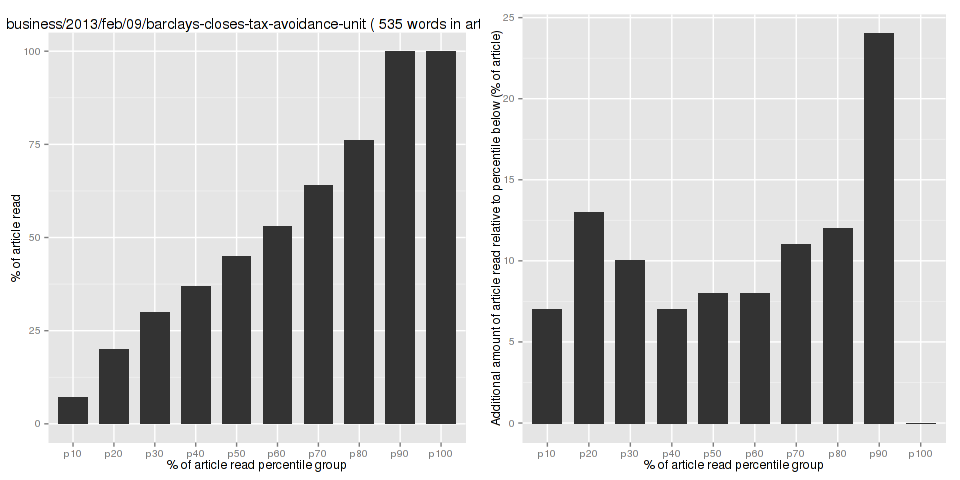 business/2013/feb/09/barclays-closes-tax-avoidance-unit ( 535 words in art
100
75
50
25
0
% of article read
p10 p20 p30 p40 p50 p60 p70 p80 p90 p100
% of article read percentile group
25
20
15
10
5
0
Additional amount of article read relative to percentile below (% of article)
p10 p20 p30 p40 p50 p60 p70 p80 p90 p100
% of article read percentile group